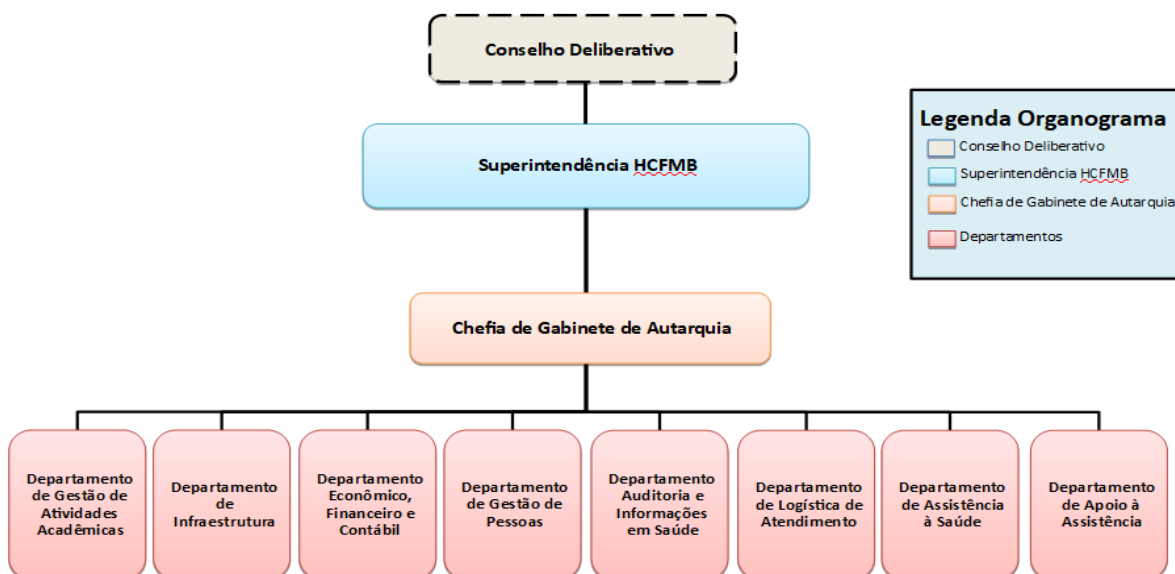 Conselho Deliberativo
Superintendência HCFMB
Legenda Organograma
Conselho Deliberativo
Superintendência HCFMB
Chefia de Gabinete de Autarquia
Departamentos
Chefia de Gabinete de Autarquia
Departamento
de Gestão de
Atividades
Acadêmicas
Departamento
de
Infraestrutura
Departamento
Econômico,
Financeiro e
Contábil
Departamento
de Gestão de
Pessoas
Departamento
Auditoria e
Informações
em Saúde
Departamento
de Logística de
Atendimento
Departamento
de Assistência
à Saúde
Departamento
de Apoio à
Assistência